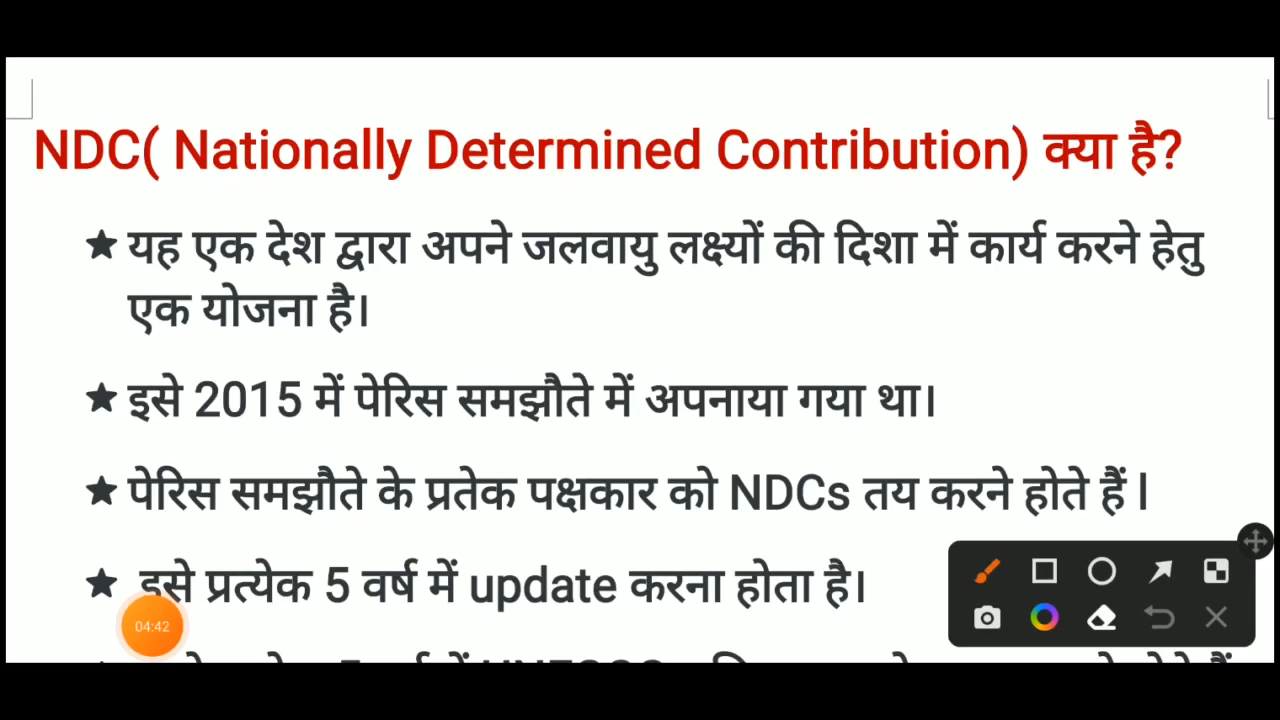 NDC( Nationally Determined Contribution) क्या है?
★ यह एक देश द्वारा अपने जलवायु लक्ष्यों की दिशा में कार्य करने हेतु
एक योजना है।
★ इसे 2015 में पेरिस समझौते में अपनाया गया था।
★ पेरिस समझौते के प्रतेक पक्षकार को NDCs तय करने होते हैं l
★ इसे प्रत्येक 5 वर्ष में update करना होता है।
04:42